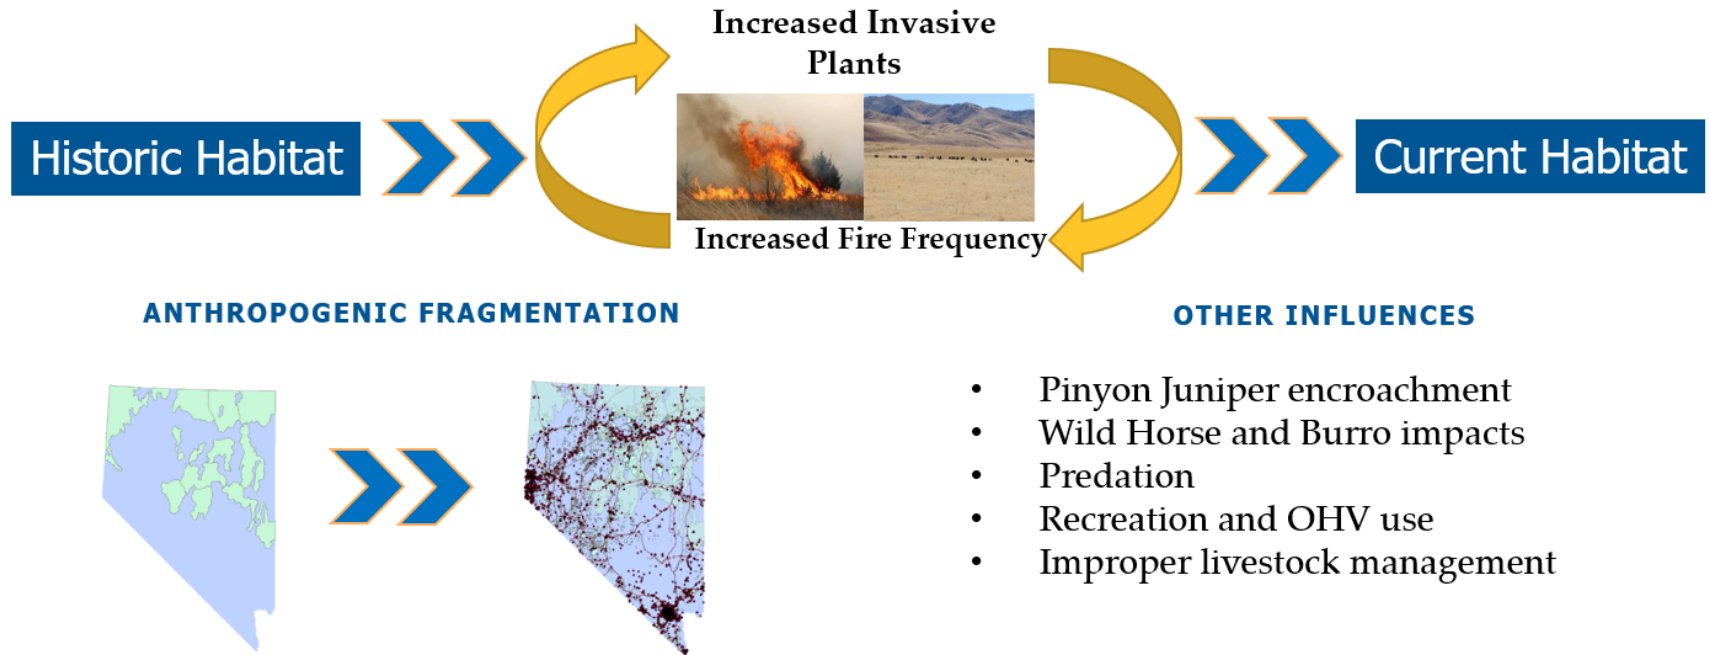 Increased Invasive
Plants
Historic Habitat
Current Habitat
Increased Fire Frequency
ANTHROPOGENIC FRAGMENTATION
OTHER INFLUENCES
• Pinyon Juniper encroachment
• Wild Horse and Burro impacts
• Predation
• Recreation and OHV use
• Improper livestock management